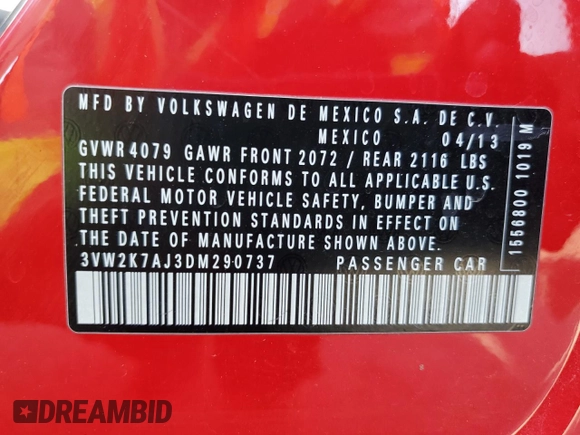 MFD BY VOLKSWAGEN DE MEXICO S.A. DE C.V.
MEXICO 04/13
GVWR 4079 GAWR FRONT 2072 / REAR 2116 LBS
THIS VEHICLE CONFORMS TO ALL APPLICABLE U.S.
FEDERAL MOTOR VEHICLE SAFETY, BUMPER AND
THEFT PREVENTION STANDARDS IN EFFECT ON
THE DATE OF MANUFACTURE SHOWN ABOVE.
3VW2K7AJ3DM290737 PASSENGER CAR
1556800 1019 M
DREAMBID